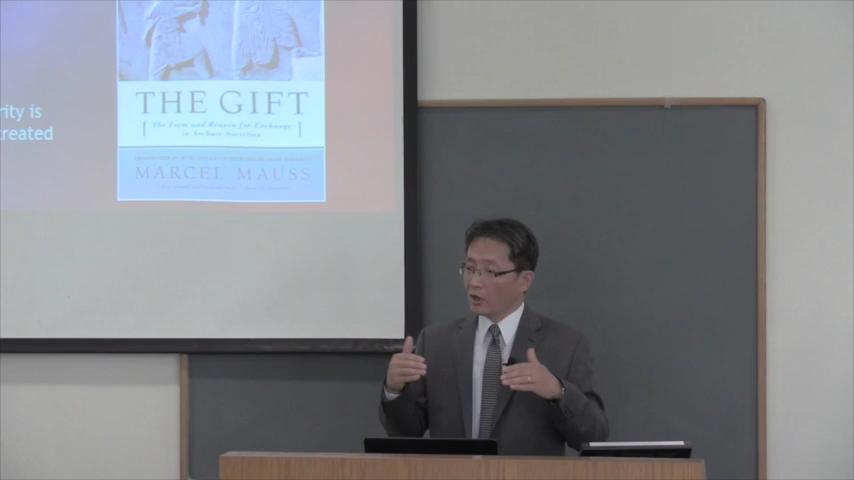 rity is
reated
THE GIFT
The Form and Reason for Exchange
in Archaic Societies
MARCEL MAUSS